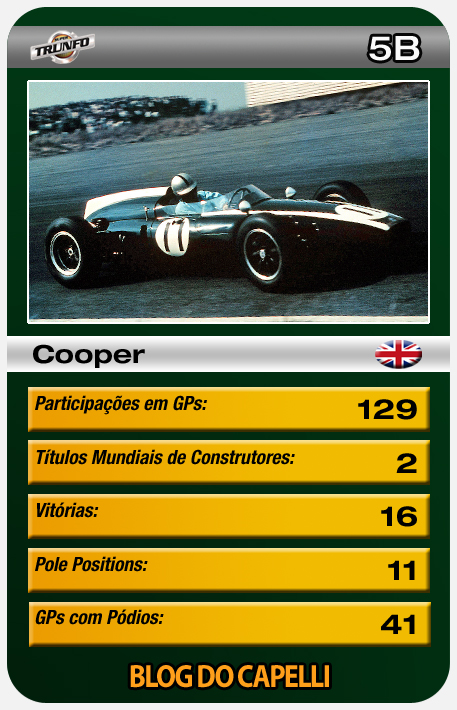 SUPER
TRUNFO
5B
11
Cooper
Participações em GPs: 129
Títulos Mundiais de Construtores: 2
Vitórias: 16
Pole Positions: 11
GPs com Pódios: 41
BLOG DO CAPELLI